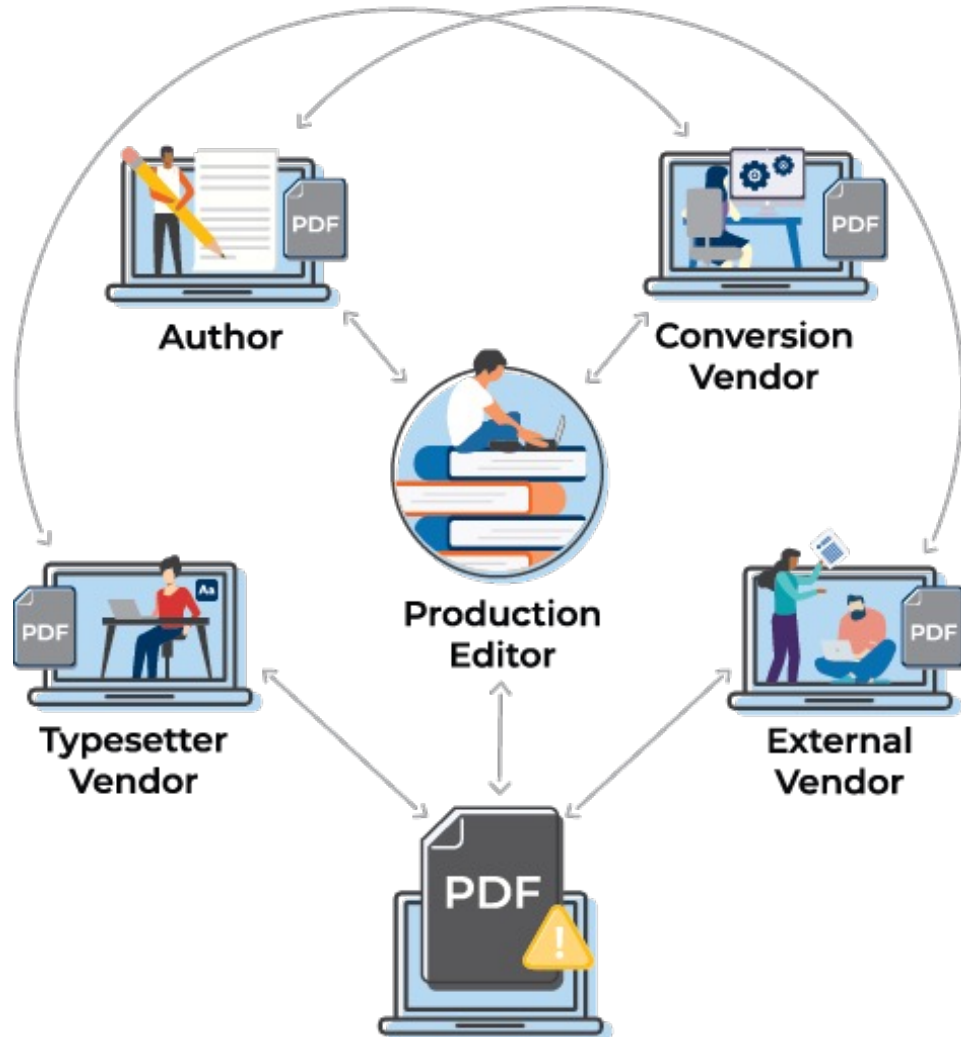 PDF
PDF
Author
Conversion
Vendor
Aa
PDF
PDF
Production
Editor
Typesetter
Vendor
External
Vendor
PDF
!